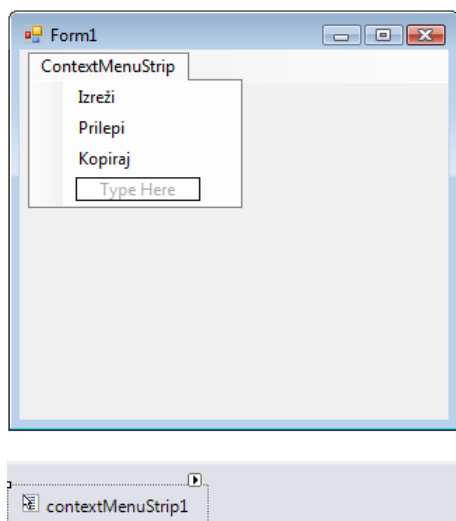 Form1
ContextMenuStrip
Izreži
Prilepi
Kopiraj
Type Here
contextMenuStrip1